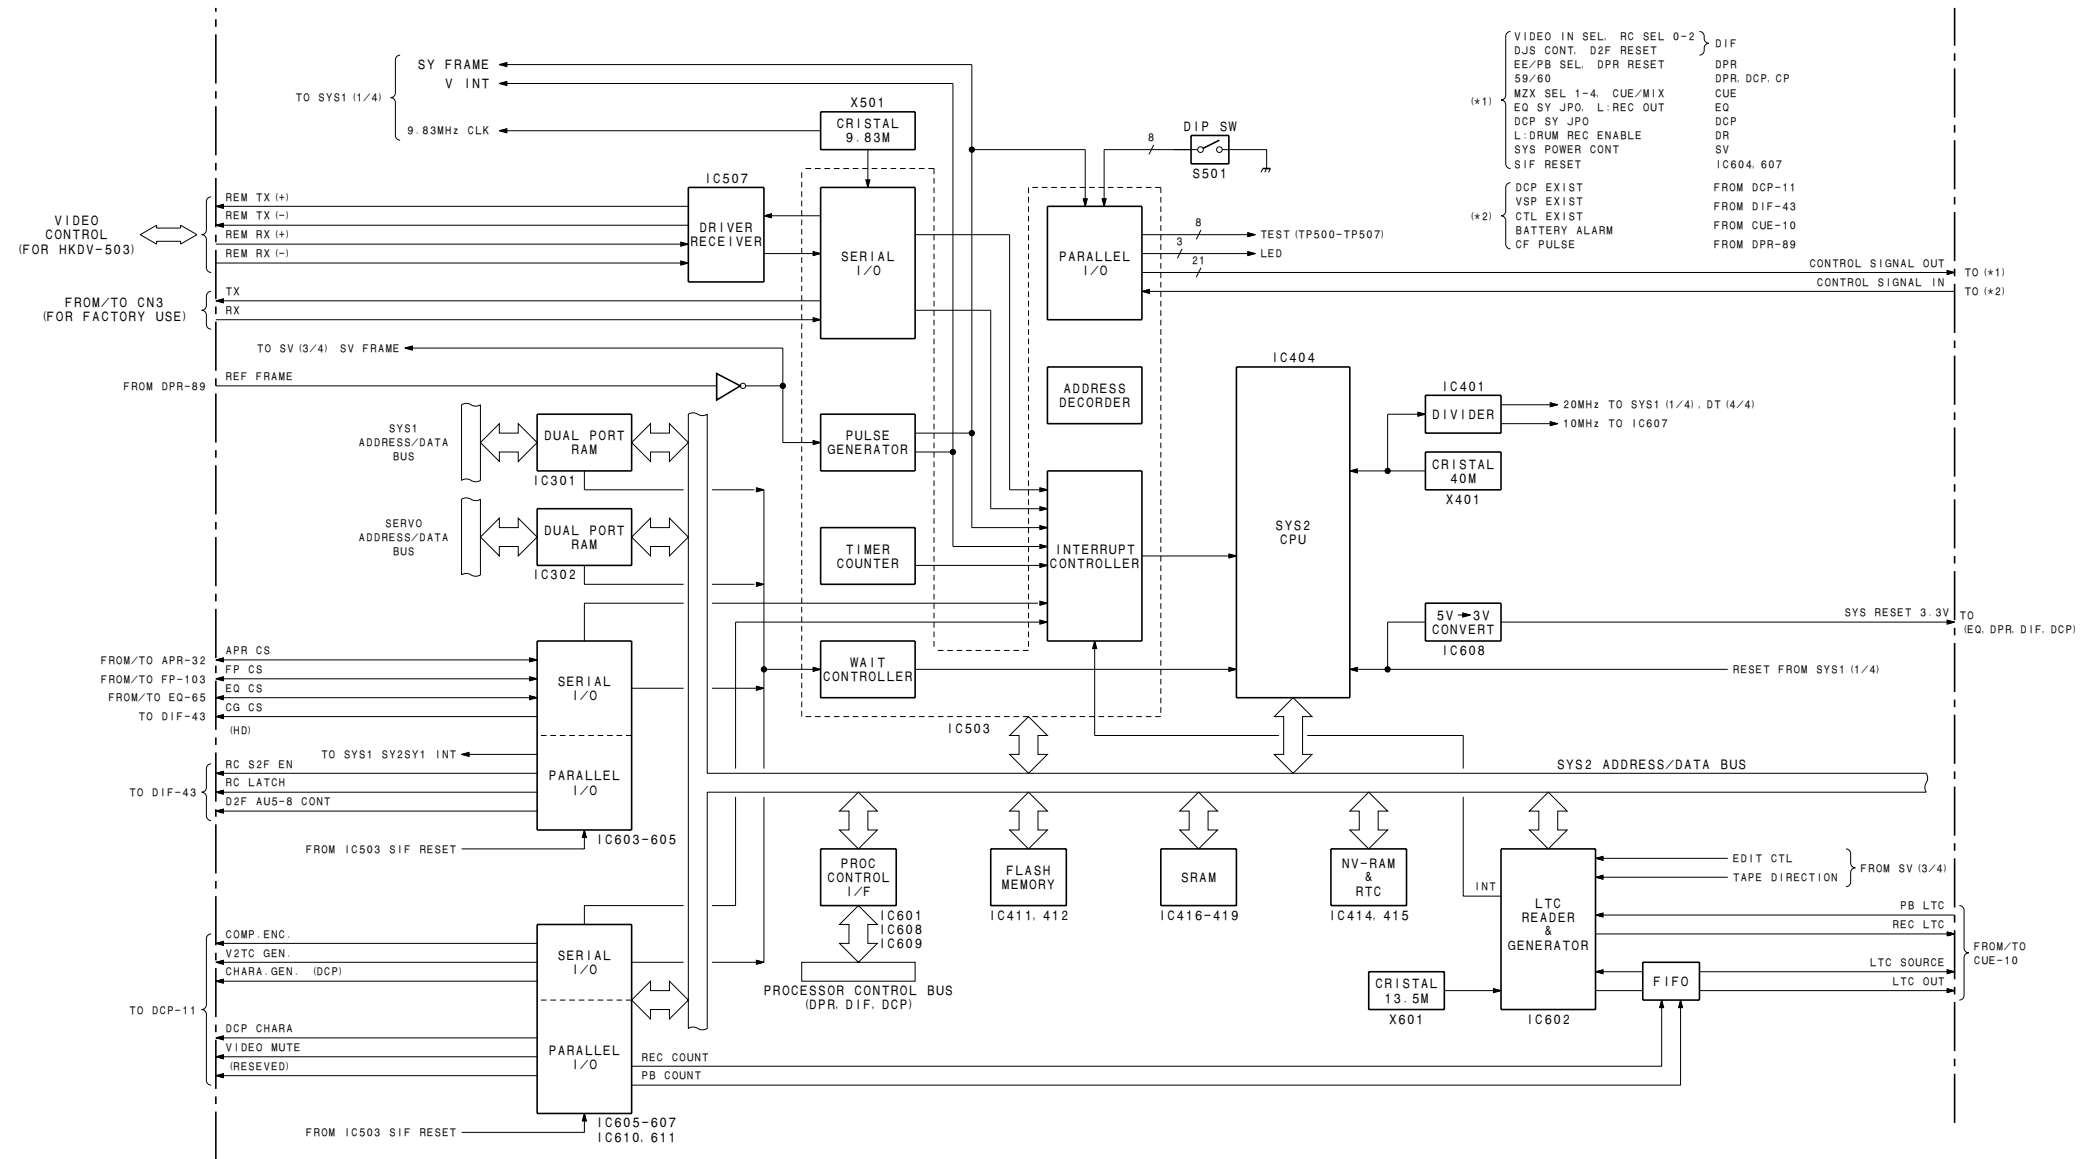 SY FRAME
V INT
TO SYS1 (1/4)
9.83MHz CLK
X501
CRISTAL
9.83M
DIP SW
8
S501
VIDEO IN SEL, RC SEL 0-2
DJS CONT, D2F RESET
DIF
EE/PB SEL, DPR RESET DPR
59/60 DPR, DCP, CP
(*1)
MZX SEL 1-4, CUE/MIX CUE
EQ SY JPO, L:REC OUT EQ
DCP SY JPO DCP
L:DRUM REC ENABLE DR
SYS POWER CONT SV
SIF RESET IC604, 607
(*2)
DCP EXIST FROM DCP-11
VSP EXIST FROM DIF-43
CTL EXIST FROM CUE-10
BATTERY ALARM
CF PULSE FROM DPR-89
VIDEO
CONTROL
(FOR HKDV-503)
REM TX (+)
REM TX (-)
REM RX (+)
REM RX (-)
IC507
DRIVER
RECEIVER
SERIAL
I/O
PARALLEL
I/O
8
TEST (TP500-TP507)
3
LED
21
CONTROL SIGNAL OUT
TO (*1)
CONTROL SIGNAL IN
TO (*2)
FROM/TO CN3
(FOR FACTORY USE)
TX
RX
TO SV (3/4) SV FRAME
FROM DPR-89
REF FRAME
ADDRESS
DECORDER
IC404
SYS2
CPU
IC401
DIVIDER
20MHz TO SYS1 (1/4), DT (4/4)
10MHz TO IC607
CRISTAL
40M
X401
SYS1
ADDRESS/DATA
BUS
DUAL PORT
RAM
IC301
PULSE
GENERATOR
SERVO
ADDRESS/DATA
BUS
DUAL PORT
RAM
IC302
TIMER
COUNTER
INTERRUPT
CONTROLLER
5V→3V
CONVERT
IC608
SYS RESET 3.3V
TO
(EQ, DPR, DIF, DCP)
RESET FROM SYS1 (1/4)
WAIT
CONTROLLER
IC503
FROM/TO APR-32
APR CS
FROM/TO FP-103
FP CS
FROM/TO EQ-65
EQ CS
TO DIF-43
CG CS
(HD)
SERIAL
I/O
TO SYS1 SY2SY1 INT
PARALLEL
I/O
TO DIF-43
RC S2F EN
RC LATCH
D2F AU5-8 CONT
IC603-605
FROM IC503 SIF RESET
SYS2 ADDRESS/DATA BUS
PROC
CONTROL
I/F
IC601
IC608
IC609
PROCESSOR CONTROL BUS
(DPR, DIF, DCP)
FLASH
MEMORY
IC411, 412
SRAM
IC416-419
NV-RAM
&
RTC
IC414, 415
INT
LTC
READER
&
GENERATOR
IC602
EDIT CTL
TAPE DIRECTION
FROM SV (3/4)
PB LTC
REC LTC
LTC SOURCE
LTC OUT
FROM/TO
CUE-10
FIFO
CRISTAL
13.5M
X601
TO DCP-11
COMP.ENC.
V2TC GEN.
CHARA.GEN. (DCP)
DCP CHARA
VIDEO MUTE
(RESEVED)
SERIAL
I/O
PARALLEL
I/O
REC COUNT
PB COUNT
IC605-607
IC610, 611
FROM IC503 SIF RESET